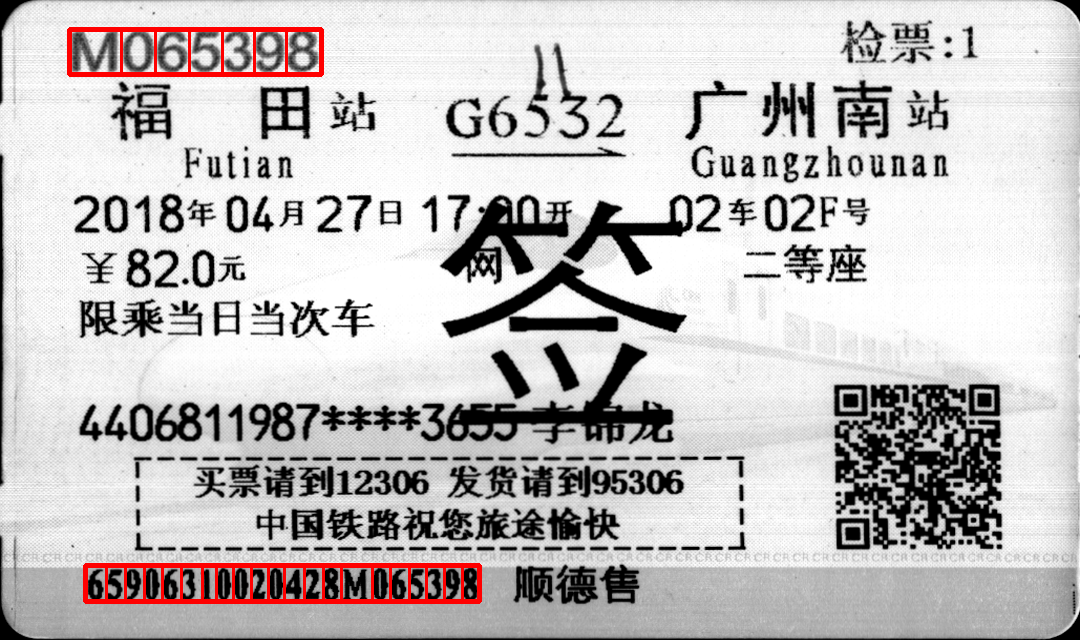 M065398 检票:1
福田站 G6532 广州南站
Futian Guangzhounan
2018年04月27日 17:00开 02车02F号
¥82.0元 网 二等座
限乘当日当次车
签
4406811987****3655 李锦龙
买票请到12306 发货请到95306
中国铁路祝您旅途愉快
CRCRCRCRCRCRCRCRCRCRCRCRCRCRCRCRCRCRCRCR
65906310020428M065398 顺德售